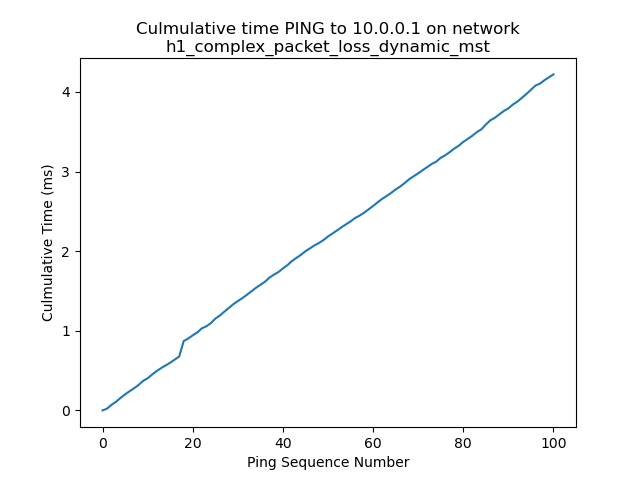 Culmulative time PING to 10.0.0.1 on network
h1_complex_packet_loss_dynamic_mst
Culmulative Time (ms)
4
3
2
1
0
0 20 40 60 80 100
Ping Sequence Number